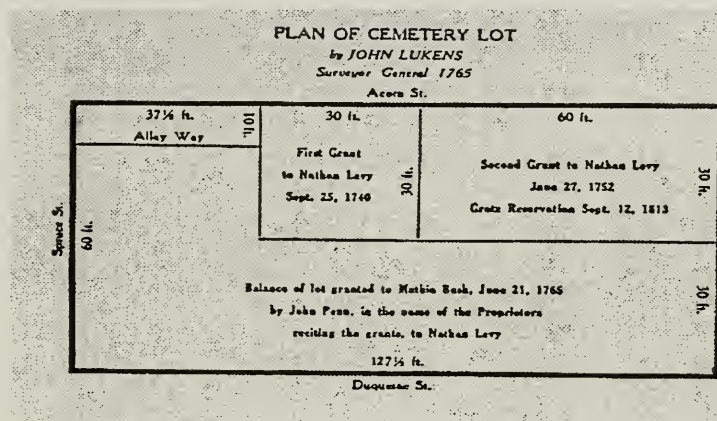 PLAN OF CEMETERY LOT
by JOHN LUKENS
Surveyor General 1765
Acorn St.
37½ ft.
Alley Way
10 ft.
30 ft.
First Grant
to Nathan Levy
Sept. 25, 1740
30 ft.
60 ft.
Second Grant to Nathan Levy
June 27, 1752
Gratz Reservation Sept. 12, 1813
30 ft.
Spruce St.
60 ft.
Balance of lot granted to Mathia Bush, June 21, 1765
by John Penn, in the name of the Proprietors
reciting the grants, to Nathan Levy
30 ft.
127½ ft.
Duquesne St.